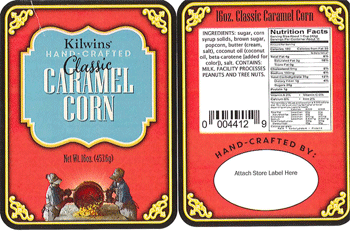 Kilwins®
HAND-CRAFTED
Classic
CARAMEL
CORN
Net Wt. 16oz. (453.6g)
16oz. Classic Caramel Corn
INGREDIENTS: sugar, corn
syrup solids, brown sugar,
popcorn, butter (cream,
salt), coconut oil (coconut
oil, beta carotene [added for
color]), salt. CONTAINS:
MILK. FACILITY PROCESSES
PEANUTS AND TREE NUTS.
Nutrition Facts
0 004412 9
HAND-CRAFTED BY:
Attach Store Label Here